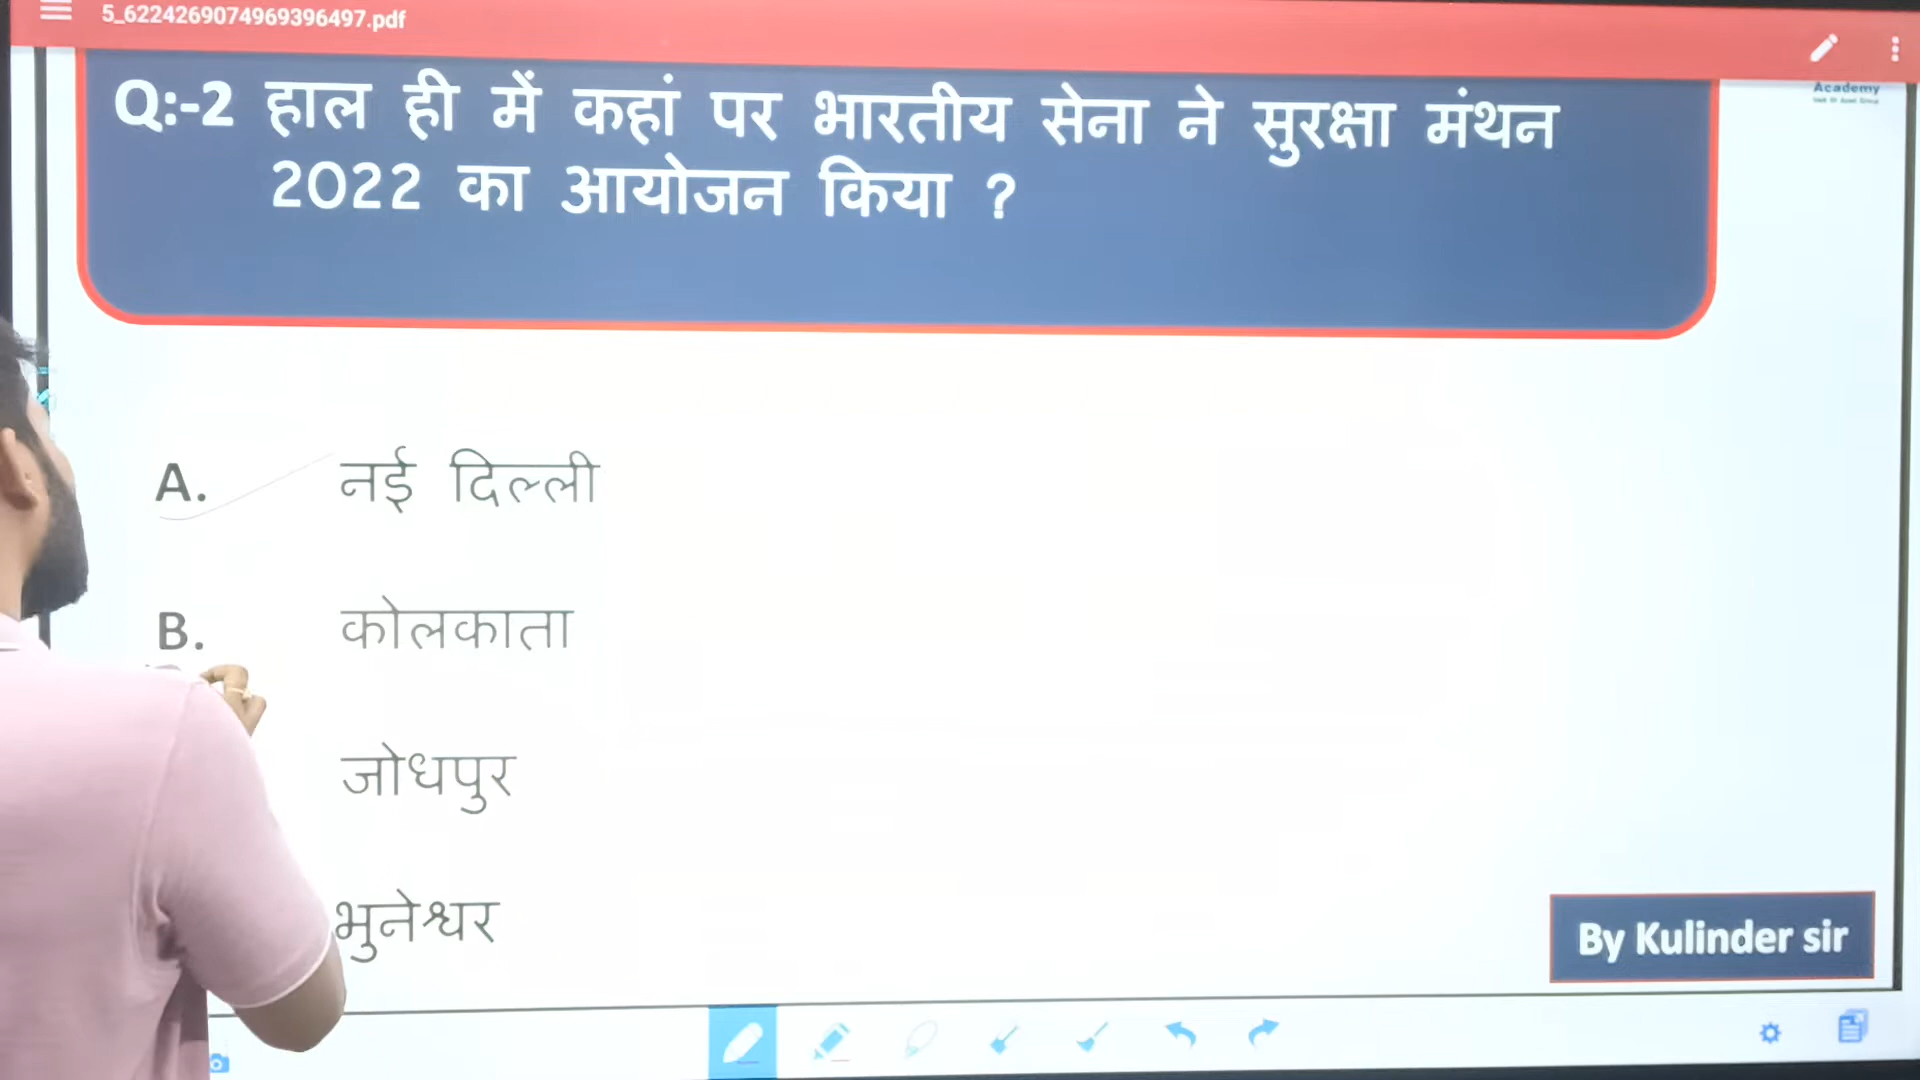 5_6224269074969396497.pdf
Academy
Q:-2 हाल ही में कहां पर भारतीय सेना ने सुरक्षा मंथन
2022 का आयोजन किया ?
A. नई दिल्ली
B. कोलकाता
जोधपुर
भुनेश्वर
By Kulinder sir